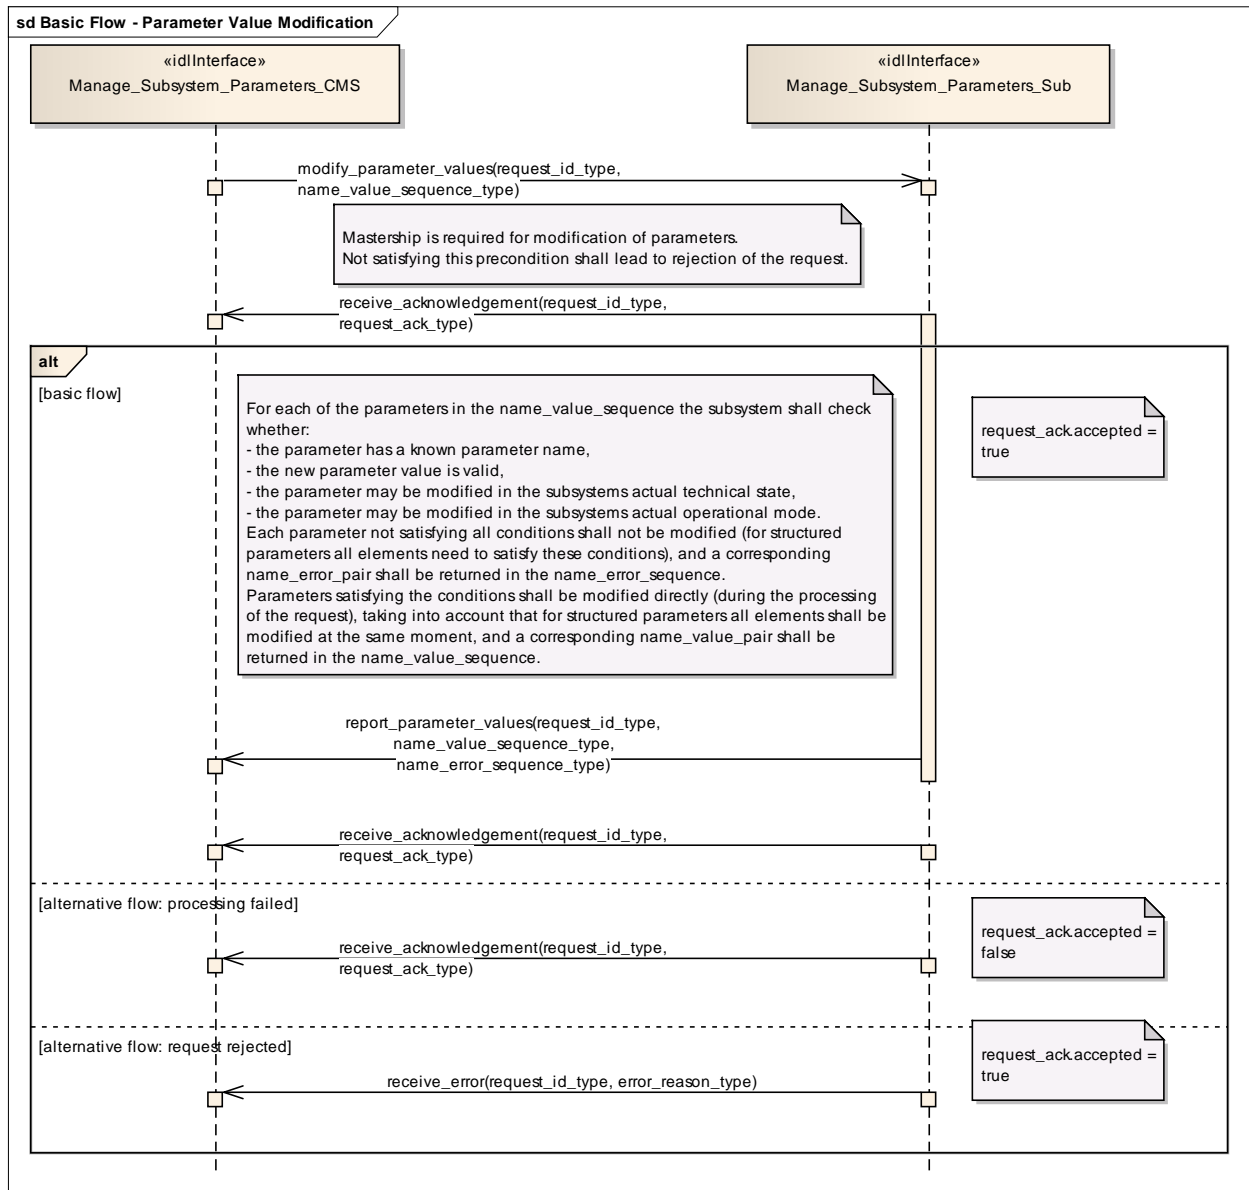 sd Basic Flow - Parameter Value Modification
«idlInterface»
Manage_Subsystem_Parameters_CMS
«idlInterface»
Manage_Subsystem_Parameters_Sub
modify_parameter_values(request_id_type,
name_value_sequence_type)
Mastership is required for modification of parameters.
Not satisfying this precondition shall lead to rejection of the request.
receive_acknowledgement(request_id_type,
request_ack_type)
alt
[basic flow]
For each of the parameters in the name_value_sequence the subsystem shall check
whether:
- the parameter has a known parameter name,
- the new parameter value is valid,
- the parameter may be modified in the subsystems actual technical state,
- the parameter may be modified in the subsystems actual operational mode.
Each parameter not satisfying all conditions shall not be modified (for structured
parameters all elements need to satisfy these conditions), and a corresponding
name_error_pair shall be returned in the name_error_sequence.
Parameters satisfying the conditions shall be modified directly (during the processing
of the request), taking into account that for structured parameters all elements shall be
modified at the same moment, and a corresponding name_value_pair shall be
returned in the name_value_sequence.
request_ack.accepted =
true
report_parameter_values(request_id_type,
name_value_sequence_type,
name_error_sequence_type)
receive_acknowledgement(request_id_type,
request_ack_type)
[alternative flow: processing failed]
request_ack.accepted =
false
receive_acknowledgement(request_id_type,
request_ack_type)
[alternative flow: request rejected]
request_ack.accepted =
true
receive_error(request_id_type, error_reason_type)